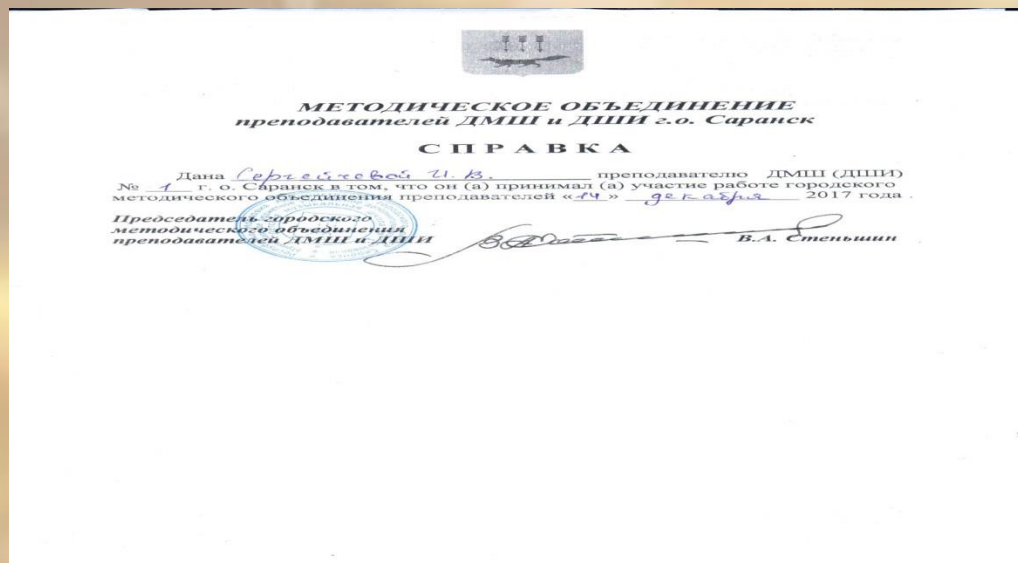 МЕТОДИЧЕСКОЕ ОБЪЕДИНЕНИЕ
преподавателей ДМШ и ДШИ г.о. Саранск
СПРАВКА
Дана Сергейчевой И. В. преподавателю ДМШ (ДШИ)
№ 1 г. о. Саранск в том, что он (а) принимал (а) участие работе городского
методического объединения преподавателей «14» декабря 2017 года .
Председатель городского
методического объединения
преподавателей ДМШ и ДШИ В.А. Стеньшин